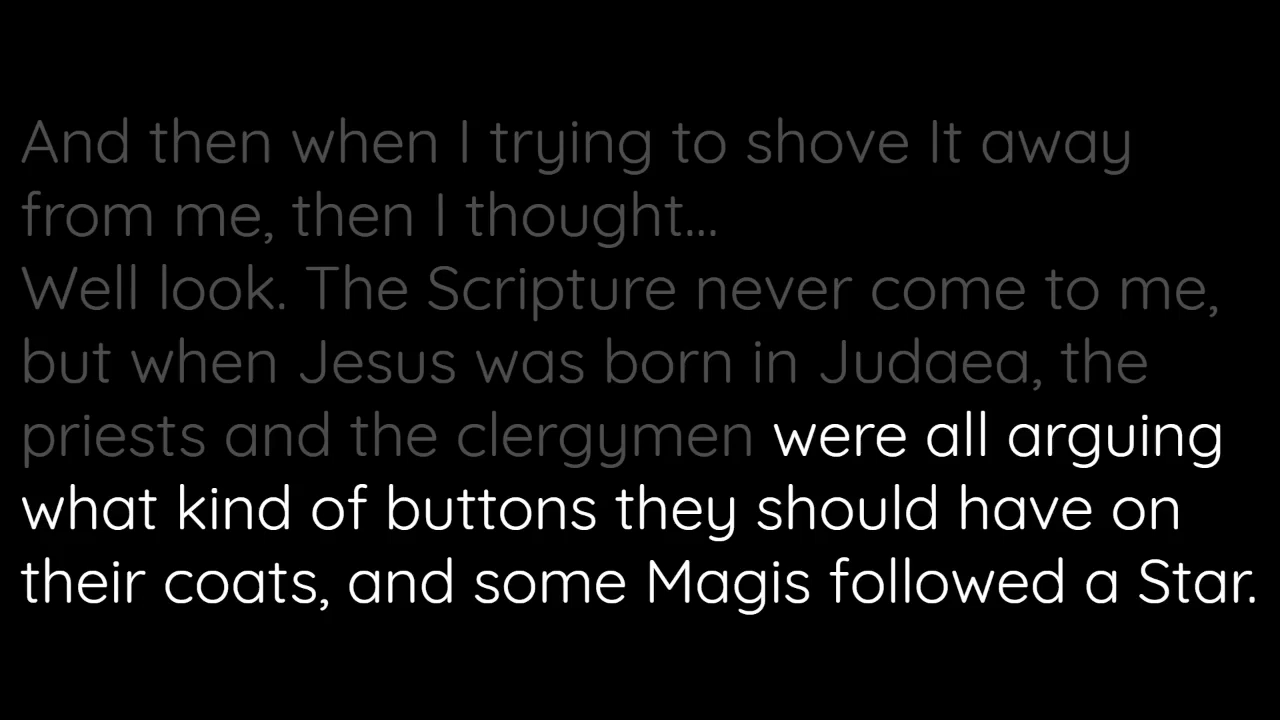 And then when I trying to shove It away
from me, then I thought...
Well look. The Scripture never come to me,
but when Jesus was born in Judaea, the
priests and the clergymen were all arguing
what kind of buttons they should have on
their coats, and some Magis followed a Star.